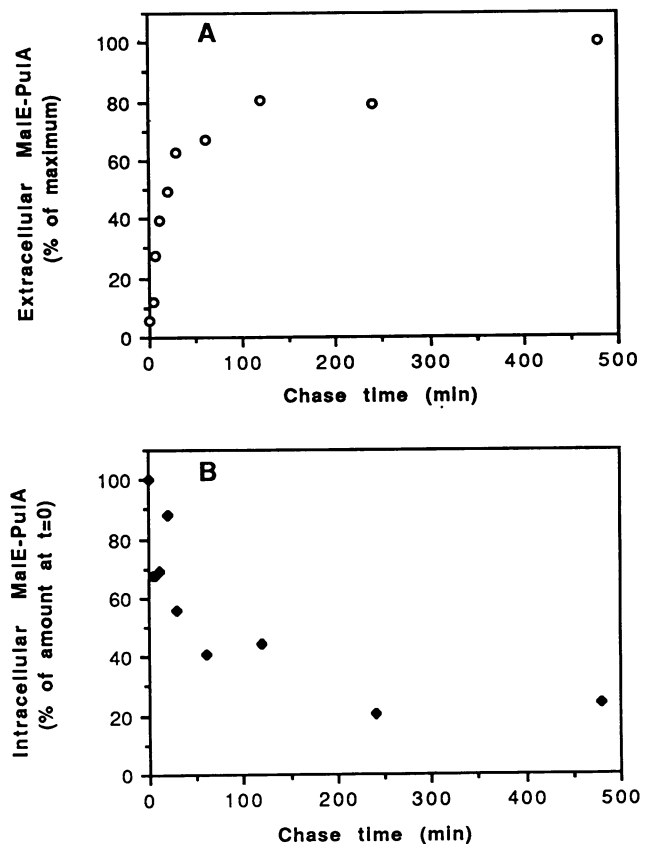 A
Extracellular MalE-PulA
(% of maximum)
100
80
60
40
20
0
0 100 200 300 400 500
Chase time (min)
B
Intracellular MalE-PulA
(% of amount at t=0)
100
80
60
40
20
0
0 100 200 300 400 500
Chase time (min)